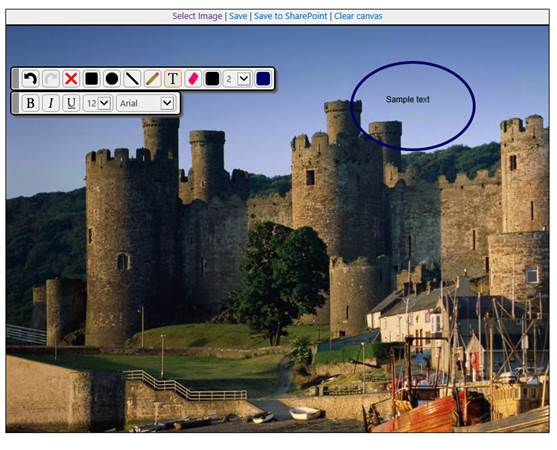 Select Image | Save | Save to SharePoint | Clear canvas
T 2
B I U 12 Arial
Sample text